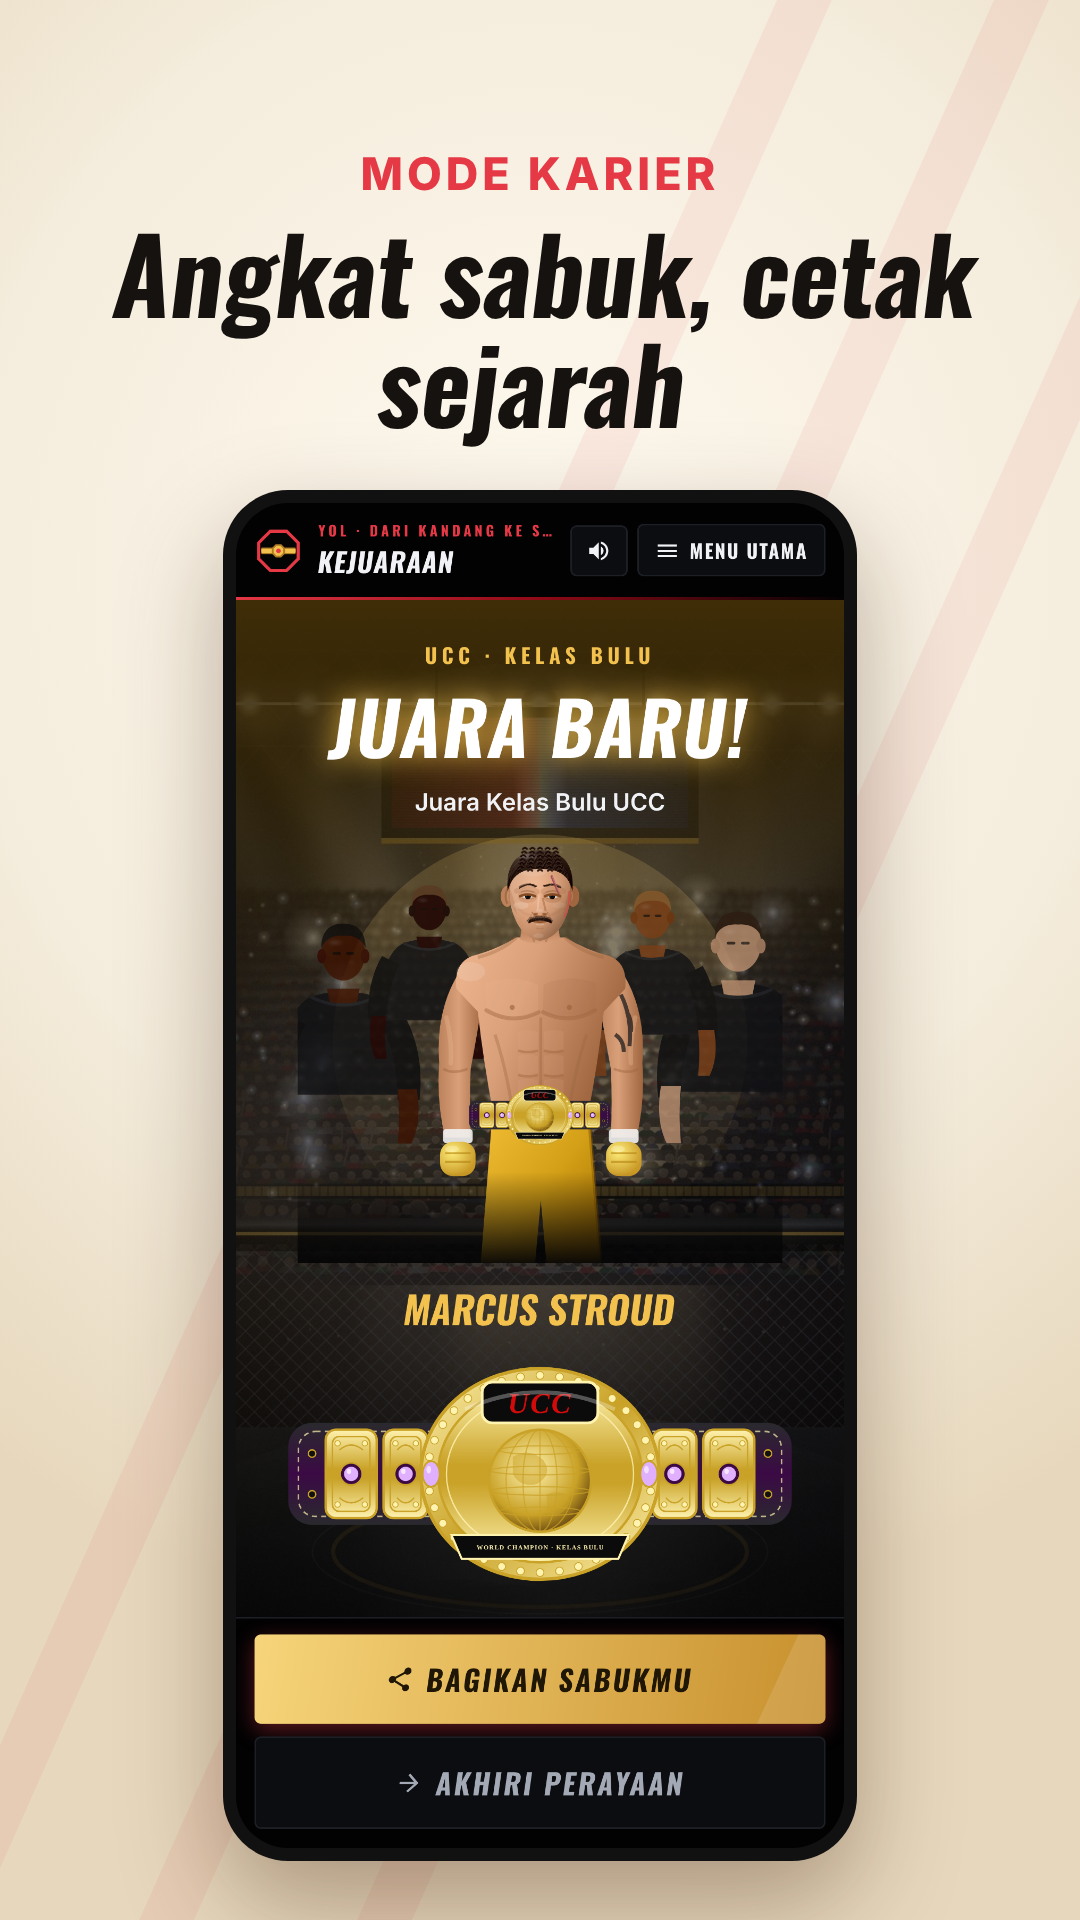 MODE KARIER
Angkat sabuk, cetak
sejarah
YOL · DARI KANDANG KE S...
KEJUARAAN
MENU UTAMA
UCC · KELAS BULU
JUARA BARU!
Juara Kelas Bulu UCC
UCC
MARCUS STROUD
UCC
WORLD CHAMPION · KELAS BULU
BAGIKAN SABUKMU
AKHIRI PERAYAAN